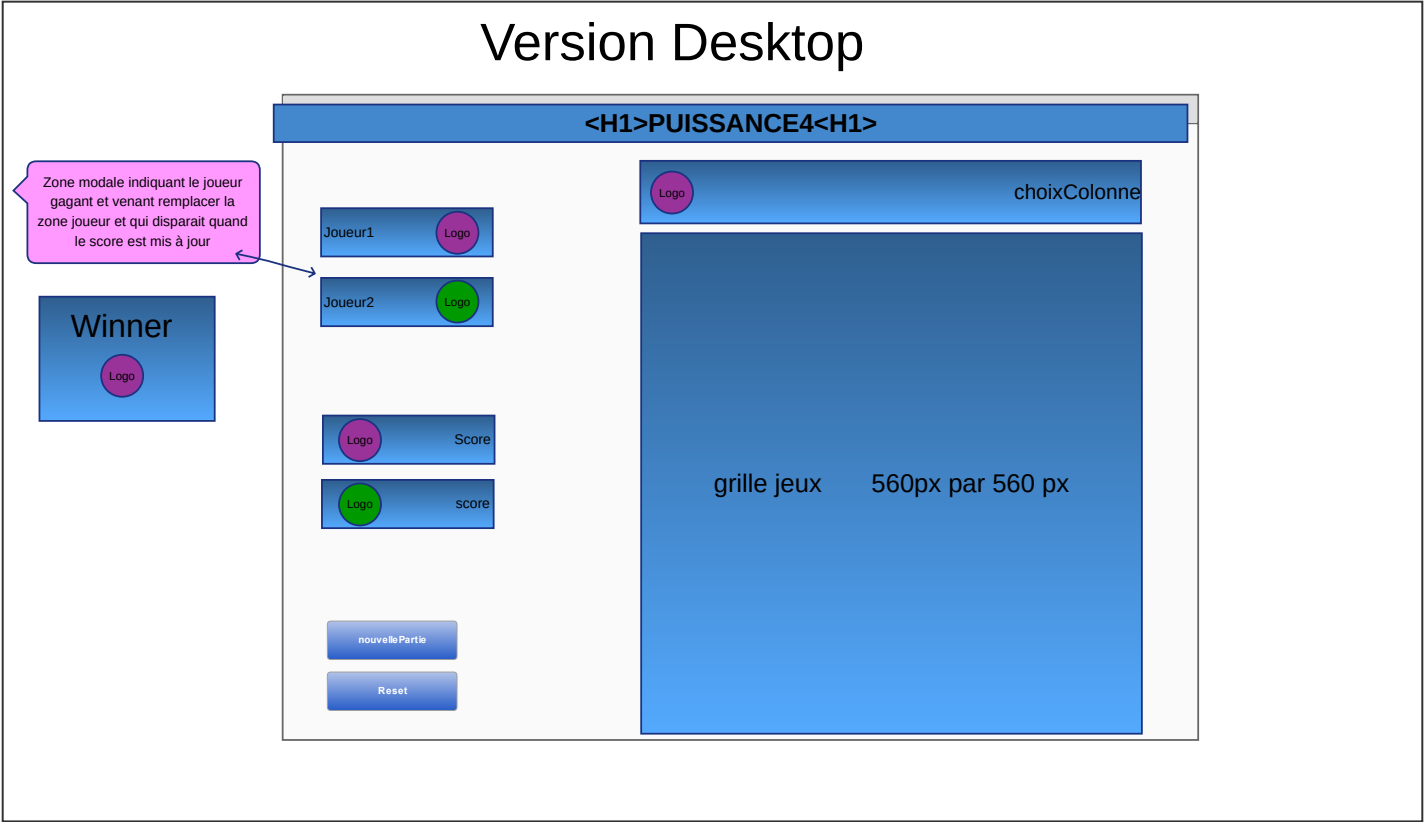 Version Desktop
<H1>PUISSANCE4<H1>
Zone modale indiquant le joueur
gagant et venant remplacer la
zone joueur et qui disparait quand
le score est mis à jour
Winner
Logo
Joueur1 Logo
Joueur2 Logo
Logo Score
Logo score
nouvellePartie
Reset
Logo choixColonne
grille jeux 560px par 560 px